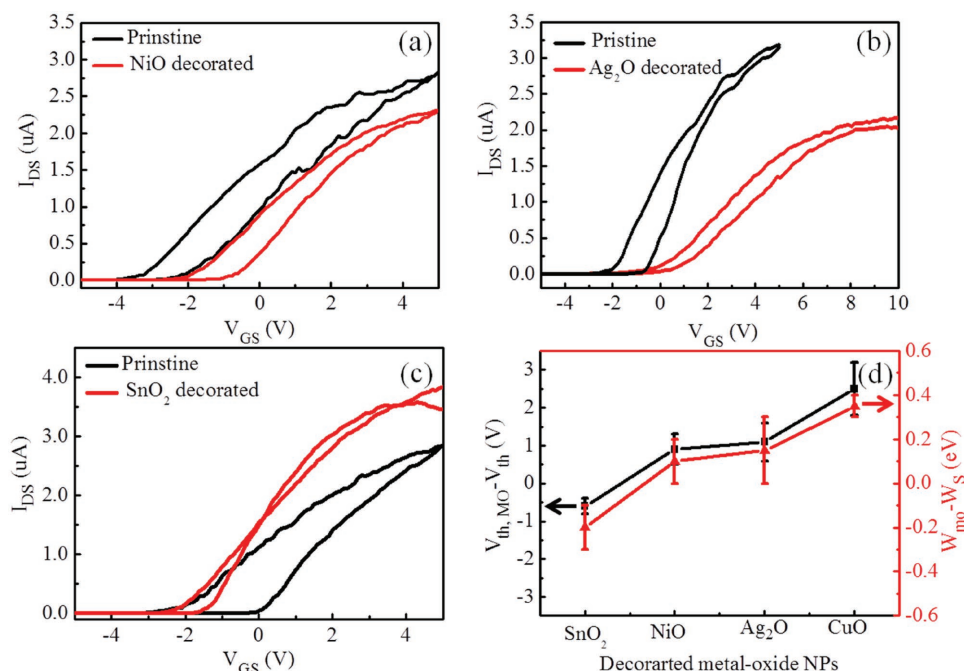 (a)
Prinstine
NiO decorated
3.5
3.0
2.5
2.0
1.5
1.0
0.5
0.0
I_DS (uA)
-4 -2 0 2 4
V_GS (V)
(b)
Pristine
Ag₂O decorated
3.5
3.0
2.5
2.0
1.5
1.0
0.5
0.0
I_DS (uA)
-4 -2 0 2 4 6 8 10
V_GS (V)
(c)
Prinstine
SnO₂ decorated
4.0
3.0
2.0
1.0
0.0
I_DS (uA)
-4 -2 0 2 4
V_GS (V)
(d)
3
2
1
0
-1
-2
-3
V_th, MO-V_th (V)
0.6
0.4
0.2
0.0
-0.2
-0.4
-0.6
W_mo-W_S (eV)
SnO₂ NiO Ag₂O CuO
Decorarted metal-oxide NPs